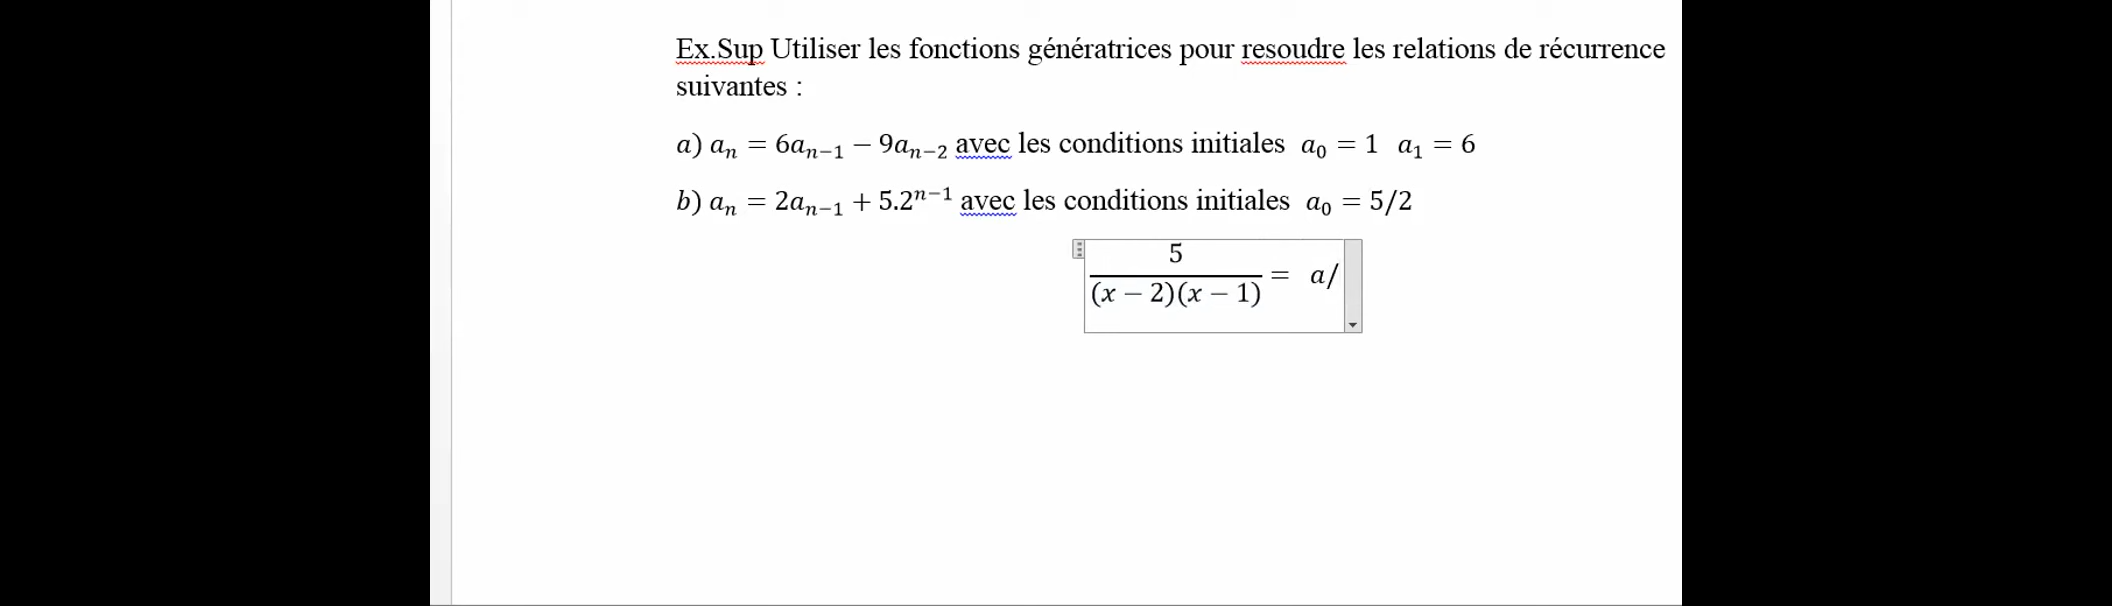 Ex.Sup Utiliser les fonctions génératrices pour resoudre les relations de récurrence
suivantes :
a) aₙ = 6aₙ₋₁ − 9aₙ₋₂ avec les conditions initiales a₀ = 1 a₁ = 6
b) aₙ = 2aₙ₋₁ + 5.2ⁿ⁻¹ avec les conditions initiales a₀ = 5/2
5
(x − 2)(x − 1) = a/